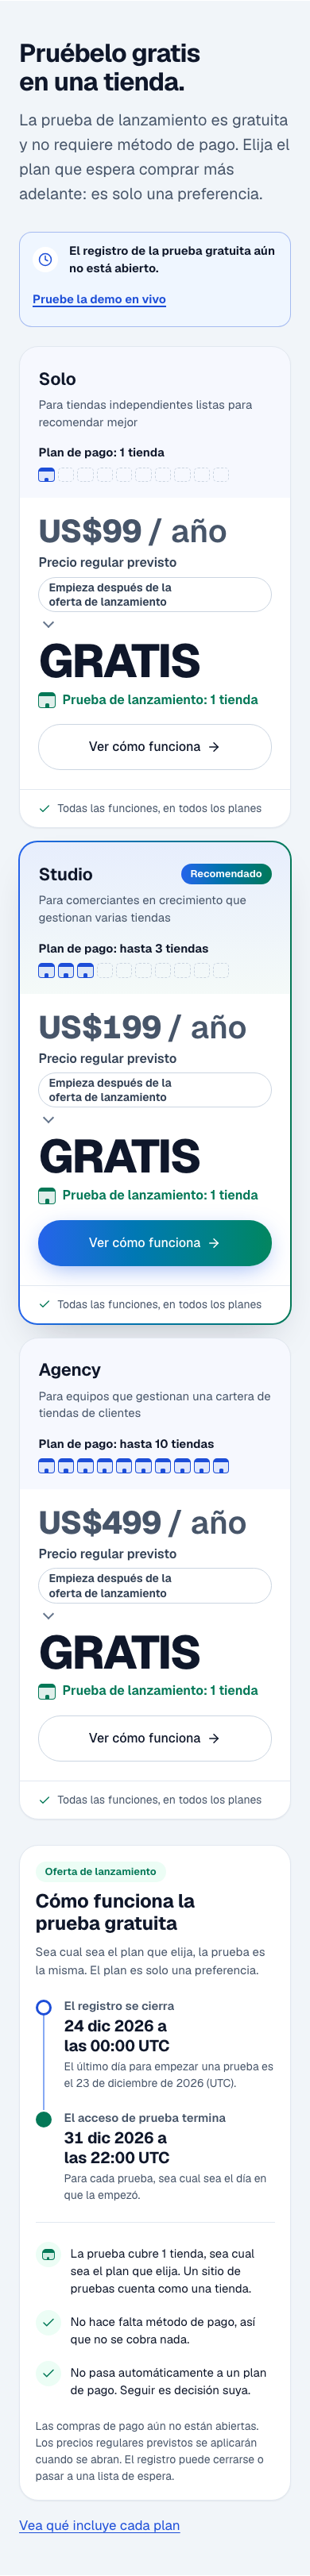 Pruébelo gratis
en una tienda.
La prueba de lanzamiento es gratuita
y no requiere método de pago. Elija el
plan que espera comprar más
adelante: es solo una preferencia.
El registro de la prueba gratuita aún
no está abierto.
Pruebe la demo en vivo
Solo
Para tiendas independientes listas para
recomendar mejor
Plan de pago: 1 tienda
US$99 / año
Precio regular previsto
Empieza después de la
oferta de lanzamiento
GRATIS
Prueba de lanzamiento: 1 tienda
Ver cómo funciona →
Todas las funciones, en todos los planes
Studio
Recomendado
Para comerciantes en crecimiento que
gestionan varias tiendas
Plan de pago: hasta 3 tiendas
US$199 / año
Precio regular previsto
Empieza después de la
oferta de lanzamiento
GRATIS
Prueba de lanzamiento: 1 tienda
Ver cómo funciona →
Todas las funciones, en todos los planes
Agency
Para equipos que gestionan una cartera de
tiendas de clientes
Plan de pago: hasta 10 tiendas
US$499 / año
Precio regular previsto
Empieza después de la
oferta de lanzamiento
GRATIS
Prueba de lanzamiento: 1 tienda
Ver cómo funciona →
Todas las funciones, en todos los planes
Oferta de lanzamiento
Cómo funciona la
prueba gratuita
Sea cual sea el plan que elija, la prueba es
la misma. El plan es solo una preferencia.
El registro se cierra
24 dic 2026 a
las 00:00 UTC
El último día para empezar una prueba es
el 23 de diciembre de 2026 (UTC).
El acceso de prueba termina
31 dic 2026 a
las 22:00 UTC
Para cada prueba, sea cual sea el día en
que la empezó.
La prueba cubre 1 tienda, sea cual
sea el plan que elija. Un sitio de
pruebas cuenta como una tienda.
No hace falta método de pago, así
que no se cobra nada.
No pasa automáticamente a un plan
de pago. Seguir es decisión suya.
Las compras de pago aún no están abiertas.
Los precios regulares previstos se aplicarán
cuando se abran. El registro puede cerrarse o
pasar a una lista de espera.
Vea qué incluye cada plan